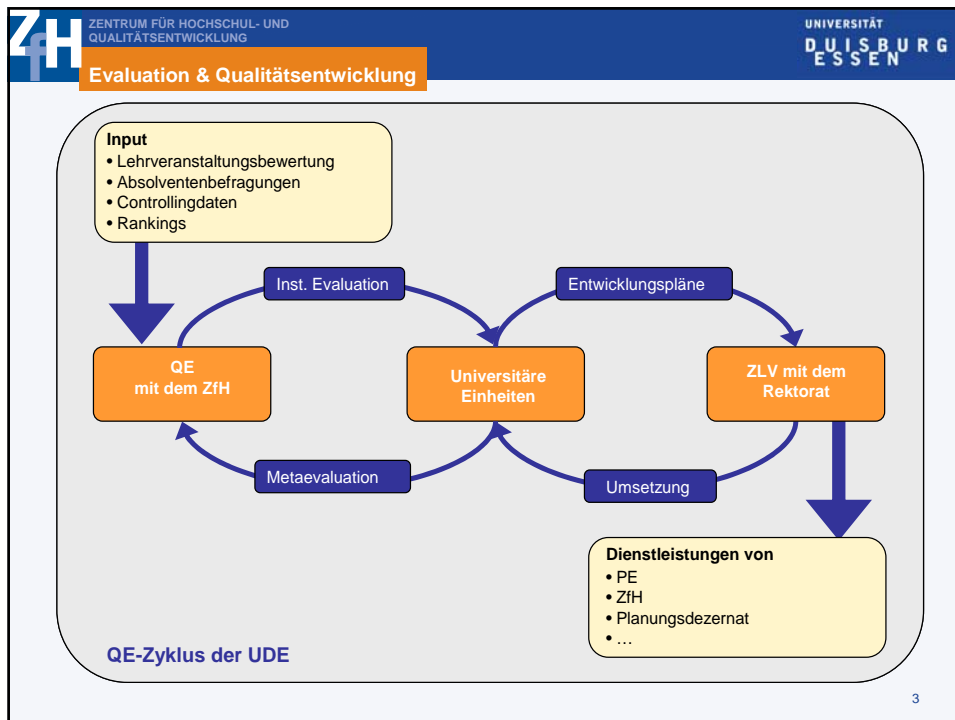 ZfH
ZENTRUM FÜR HOCHSCHUL- UND
QUALITÄTSENTWICKLUNG
UNIVERSITÄT
DUISBURG
ESSEN
Evaluation & Qualitätsentwicklung
Input
• Lehrveranstaltungsbewertung
• Absolventenbefragungen
• Controllingdaten
• Rankings
Inst. Evaluation
Entwicklungspläne
QE
mit dem ZfH
Universitäre
Einheiten
ZLV mit dem
Rektorat
Metaevaluation
Umsetzung
Dienstleistungen von
• PE
• ZfH
• Planungsdezernat
• …
QE-Zyklus der UDE
3